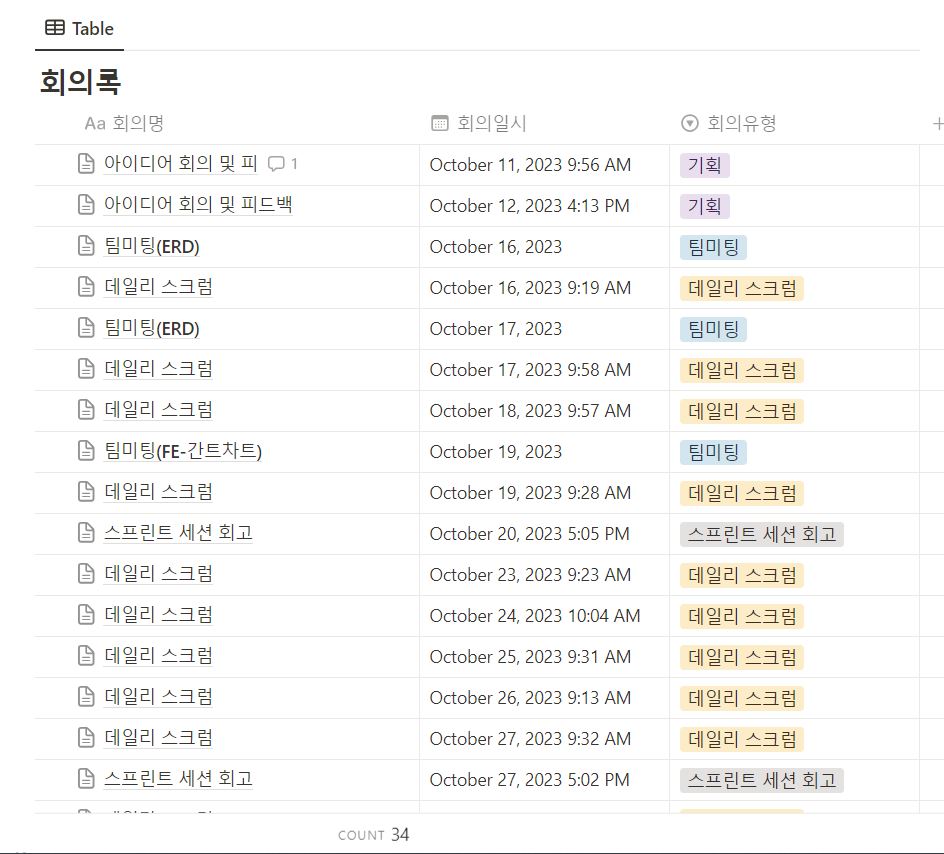 Table
회의록
Aa 회의명 회의일시 회의유형 +
아이디어 회의 및 피 1 October 11, 2023 9:56 AM 기획
아이디어 회의 및 피드백 October 12, 2023 4:13 PM 기획
팀미팅(ERD) October 16, 2023 팀미팅
데일리 스크럼 October 16, 2023 9:19 AM 데일리 스크럼
팀미팅(ERD) October 17, 2023 팀미팅
데일리 스크럼 October 17, 2023 9:58 AM 데일리 스크럼
데일리 스크럼 October 18, 2023 9:57 AM 데일리 스크럼
팀미팅(FE-간트차트) October 19, 2023 팀미팅
데일리 스크럼 October 19, 2023 9:28 AM 데일리 스크럼
스프린트 세션 회고 October 20, 2023 5:05 PM 스프린트 세션 회고
데일리 스크럼 October 23, 2023 9:23 AM 데일리 스크럼
데일리 스크럼 October 24, 2023 10:04 AM 데일리 스크럼
데일리 스크럼 October 25, 2023 9:31 AM 데일리 스크럼
데일리 스크럼 October 26, 2023 9:13 AM 데일리 스크럼
데일리 스크럼 October 27, 2023 9:32 AM 데일리 스크럼
스프린트 세션 회고 October 27, 2023 5:02 PM 스프린트 세션 회고
COUNT 34